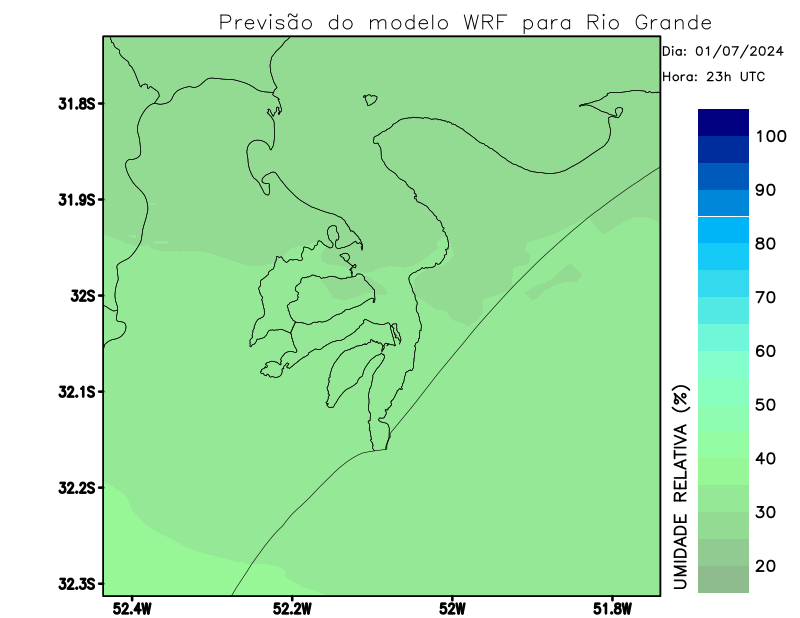 Previsão do modelo WRF para Rio Grande
Dia: 01/07/2024
Hora: 23h UTC
31.8S
31.9S
32S
32.1S
32.2S
32.3S
52.4W 52.2W 52W 51.8W
100
90
80
70
60
50
40
30
20
UMIDADE RELATIVA (%)